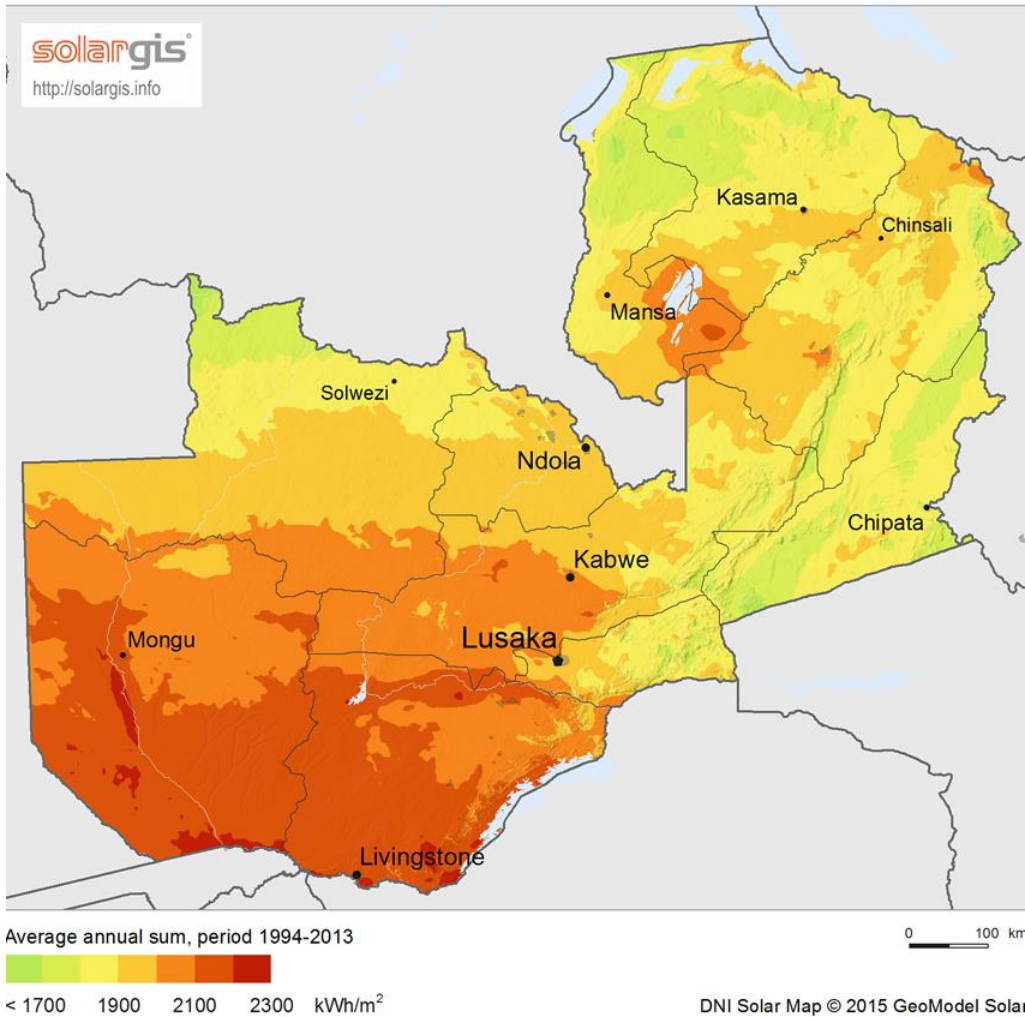 solargis
http://solargis.info
Kasama
Chinsali
Mansa
Solwezi
Ndola
Chipata
Kabwe
Lusaka
Mongu
Livingstone
Average annual sum, period 1994-2013
0 100 km
< 1700 1900 2100 2300 kWh/m²
DNI Solar Map © 2015 GeoModel Solar